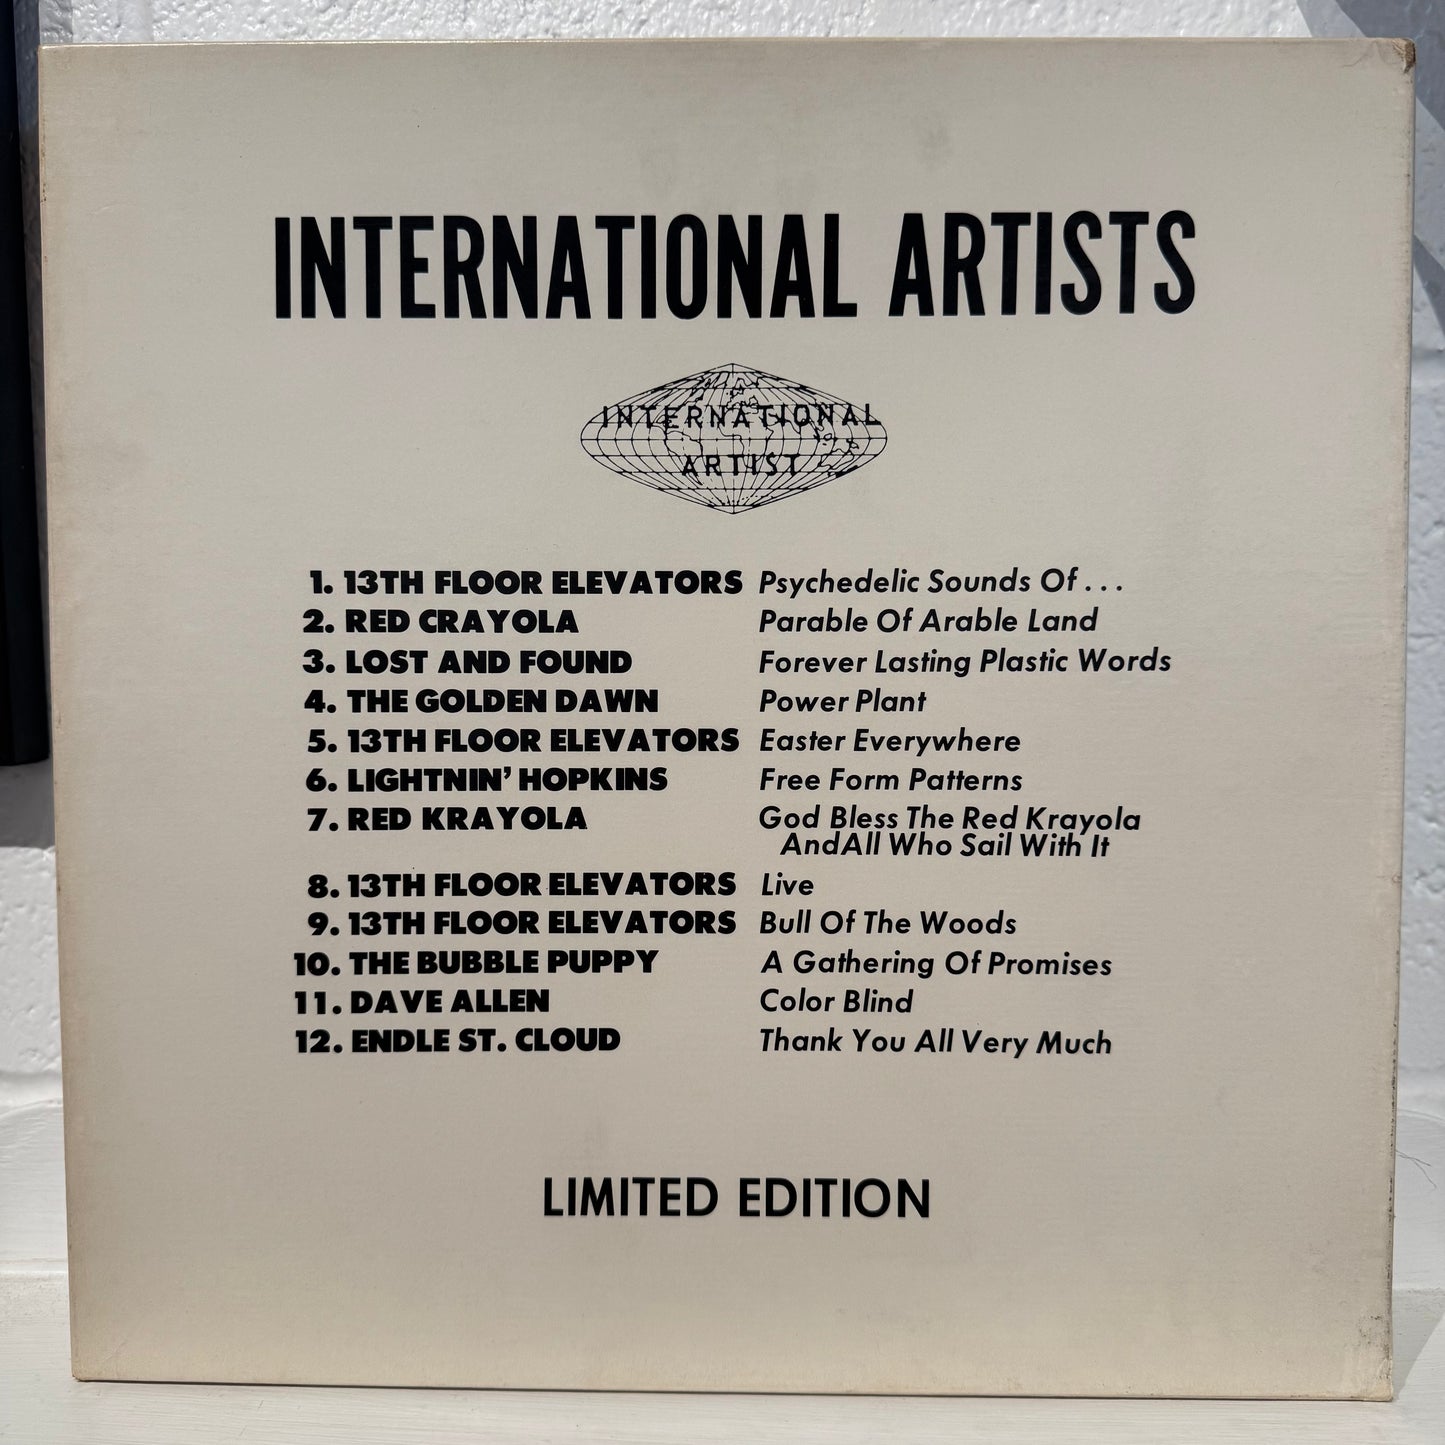 INTERNATIONAL ARTISTS
INTERNATIONAL
ARTIST
1. 13TH FLOOR ELEVATORS Psychedelic Sounds Of...
2. RED CRAYOLA Parable Of Arable Land
3. LOST AND FOUND Forever Lasting Plastic Words
4. THE GOLDEN DAWN Power Plant
5. 13TH FLOOR ELEVATORS Easter Everywhere
6. LIGHTNIN' HOPKINS Free Form Patterns
7. RED KRAYOLA God Bless The Red Krayola
AndAll Who Sail With It
8. 13TH FLOOR ELEVATORS Live
9. 13TH FLOOR ELEVATORS Bull Of The Woods
10. THE BUBBLE PUPPY A Gathering Of Promises
11. DAVE ALLEN Color Blind
12. ENDLE ST. CLOUD Thank You All Very Much
LIMITED EDITION